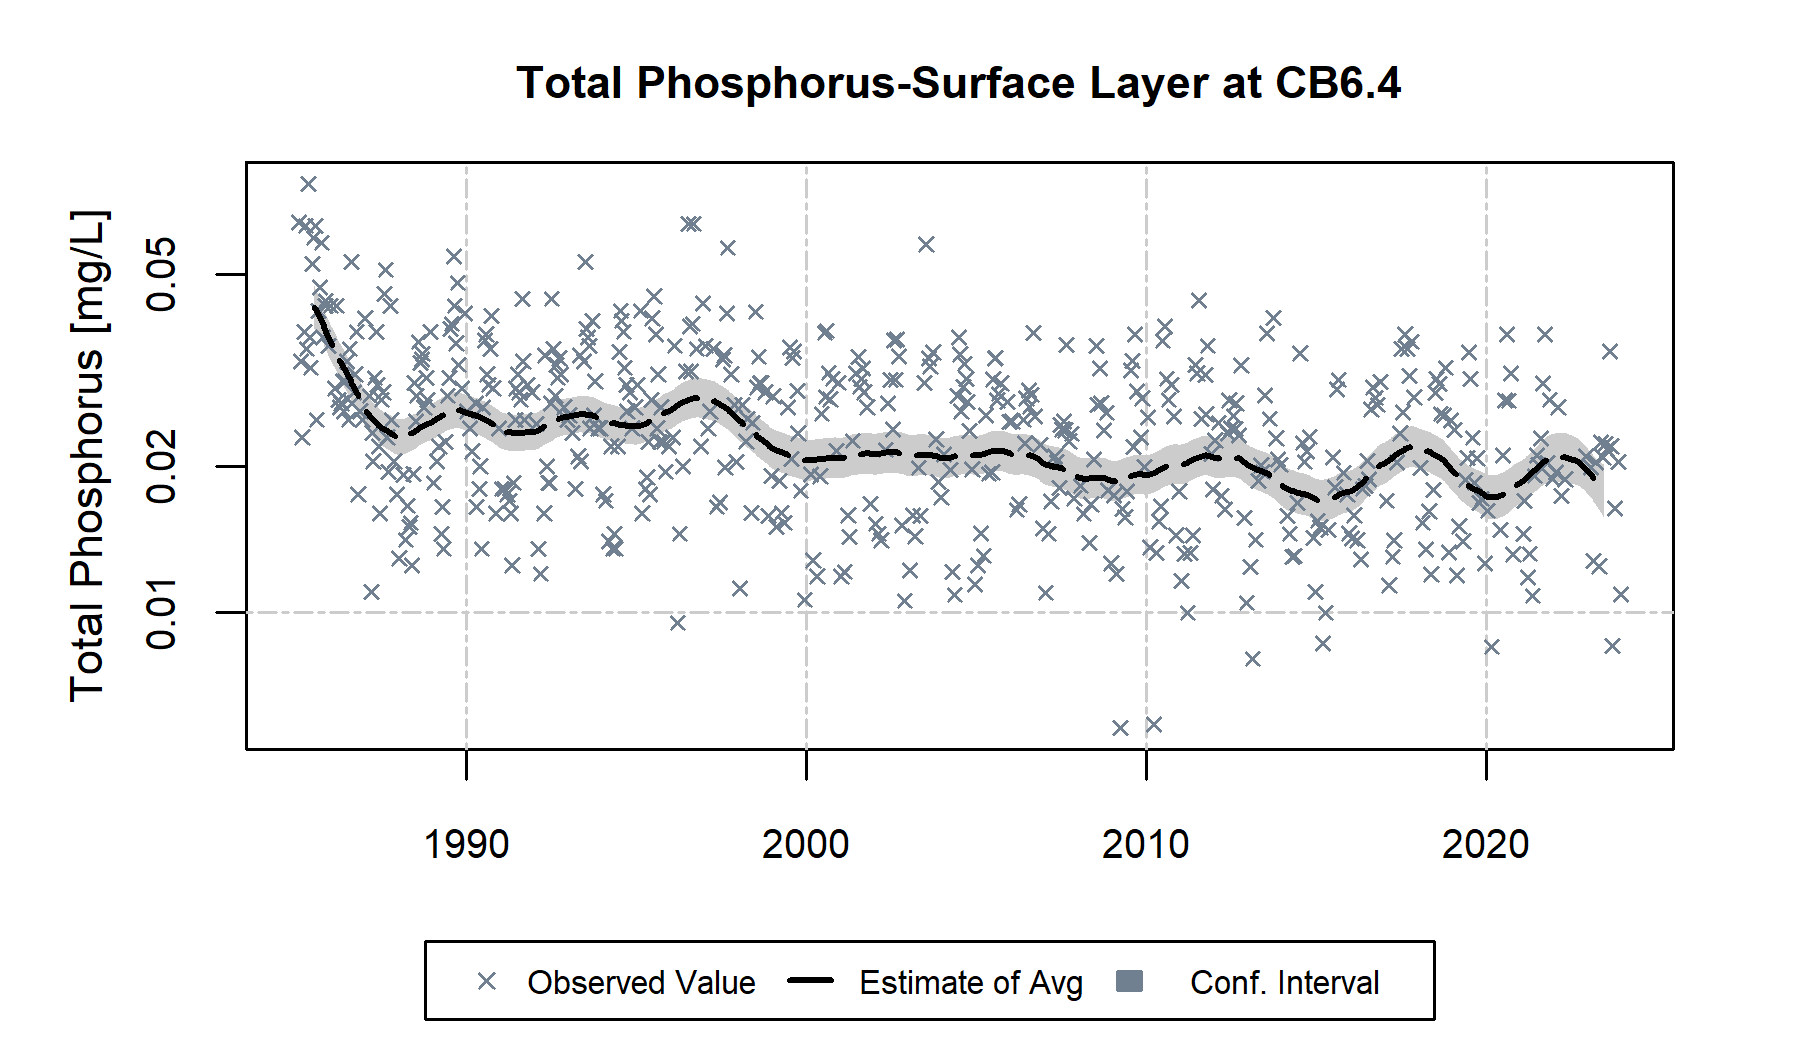 Total Phosphorus-Surface Layer at CB6.4
Total Phosphorus [mg/L]
0.05
0.02
0.01
1990 2000 2010 2020
Observed Value Estimate of Avg Conf. Interval